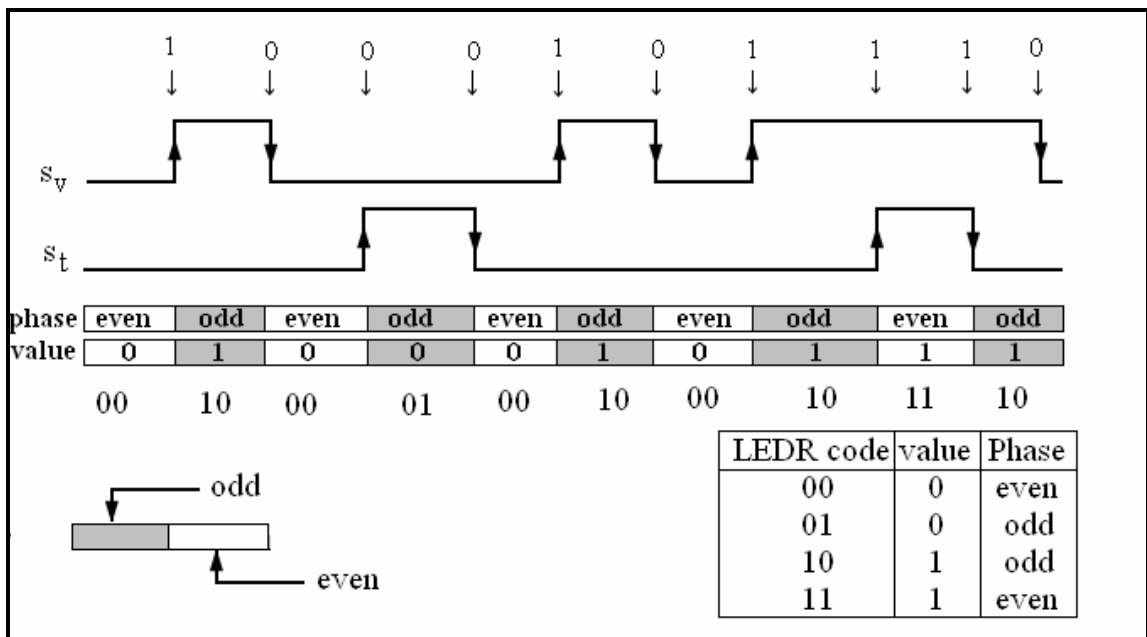 1 0 0 0 1 0 1 1 1 0
↓ ↓ ↓ ↓ ↓ ↓ ↓ ↓ ↓ ↓
s_v
s_t
phase even odd even odd even odd even odd even odd
value 0 1 0 0 0 1 0 1 1 1
00 10 00 01 00 10 00 10 11 10
odd
even
LEDR code value Phase
00 0 even
01 0 odd
10 1 odd
11 1 even